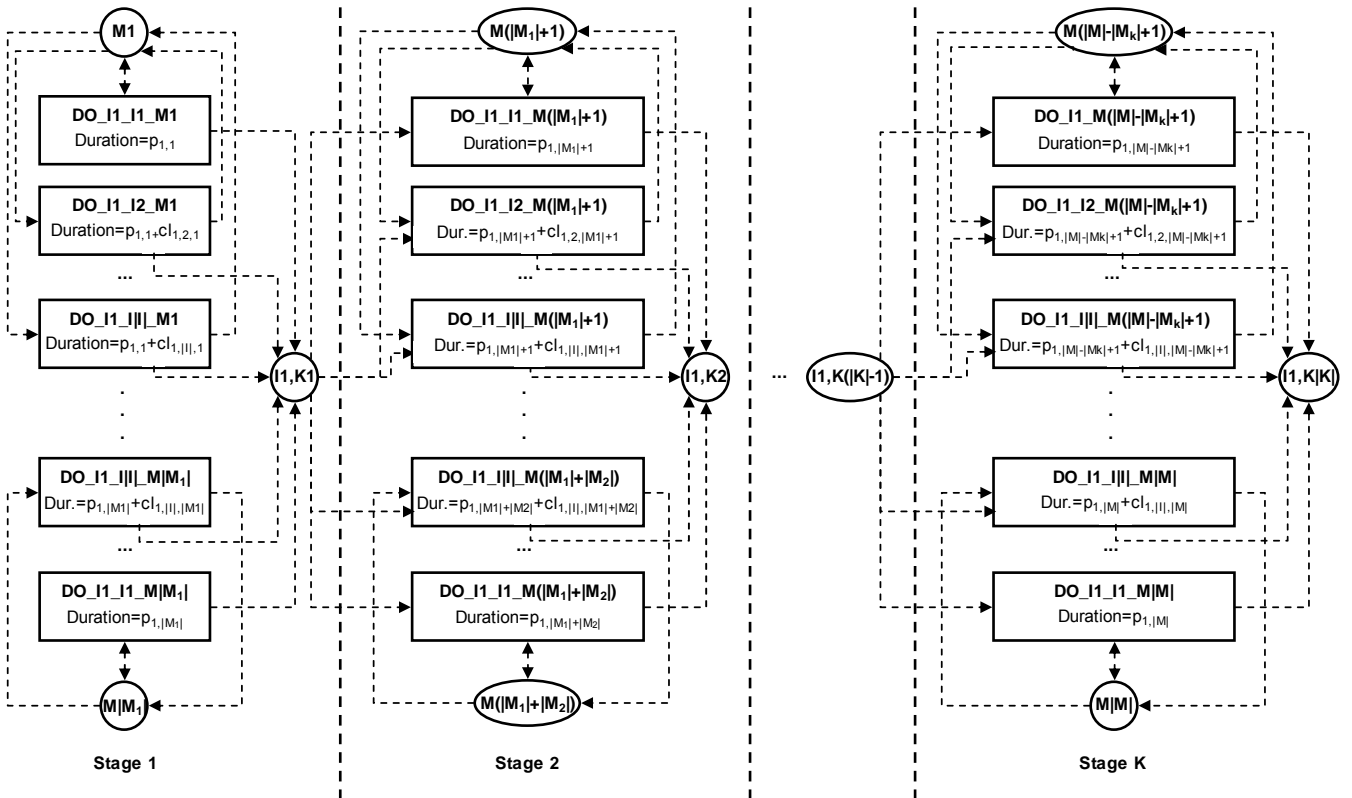 M1
DO_I1_I1_M1
Duration=p1,1
DO_I1_I2_M1
Duration=p1,1+cl1,2,1
...
DO_I1_I|I|_M1
Duration=p1,1+cl1,|I|,1
I1,K1
.
.
.
DO_I1_I|I|_M|M1|
Dur.=p1,|M1|+cl1,|I|,|M1|
...
DO_I1_I1_M|M1|
Duration=p1,|M1|
M|M1|
Stage 1
M(|M1|+1)
DO_I1_I1_M(|M1|+1)
Duration=p1,|M1|+1
DO_I1_I2_M(|M1|+1)
Dur.=p1,|M1|+1+cl1,2,|M1|+1
...
DO_I1_I|I|_M(|M1|+1)
Dur.=p1,|M1|+1+cl1,|I|,|M1|+1
I1,K2
.
.
.
DO_I1_I|I|_M(|M1|+|M2|)
Dur.=p1,|M1|+|M2|+cl1,|I|,|M1|+|M2|
...
DO_I1_I1_M(|M1|+|M2|)
Duration=p1,|M1|+|M2|
M(|M1|+|M2|)
Stage 2
...
I1,K(|K|-1)
M(|M|-|Mk|+1)
DO_I1_M(|M|-|Mk|+1)
Duration=p1,|M|-|Mk|+1
DO_I1_I2_M(|M|-|Mk|+1)
Dur.=p1,|M|-|Mk|+1+cl1,2,|M|-|Mk|+1
...
DO_I1_I|I|_M(|M|-|Mk|+1)
Dur.=p1,|M|-|Mk|+1+cl1,|I|,|M|-|Mk|+1
I1,K|K|
.
.
.
DO_I1_I|I|_M|M|
Dur.=p1,|M|+cl1,|I|,|M|
...
DO_I1_I1_M|M|
Duration=p1,|M|
M|M|
Stage K